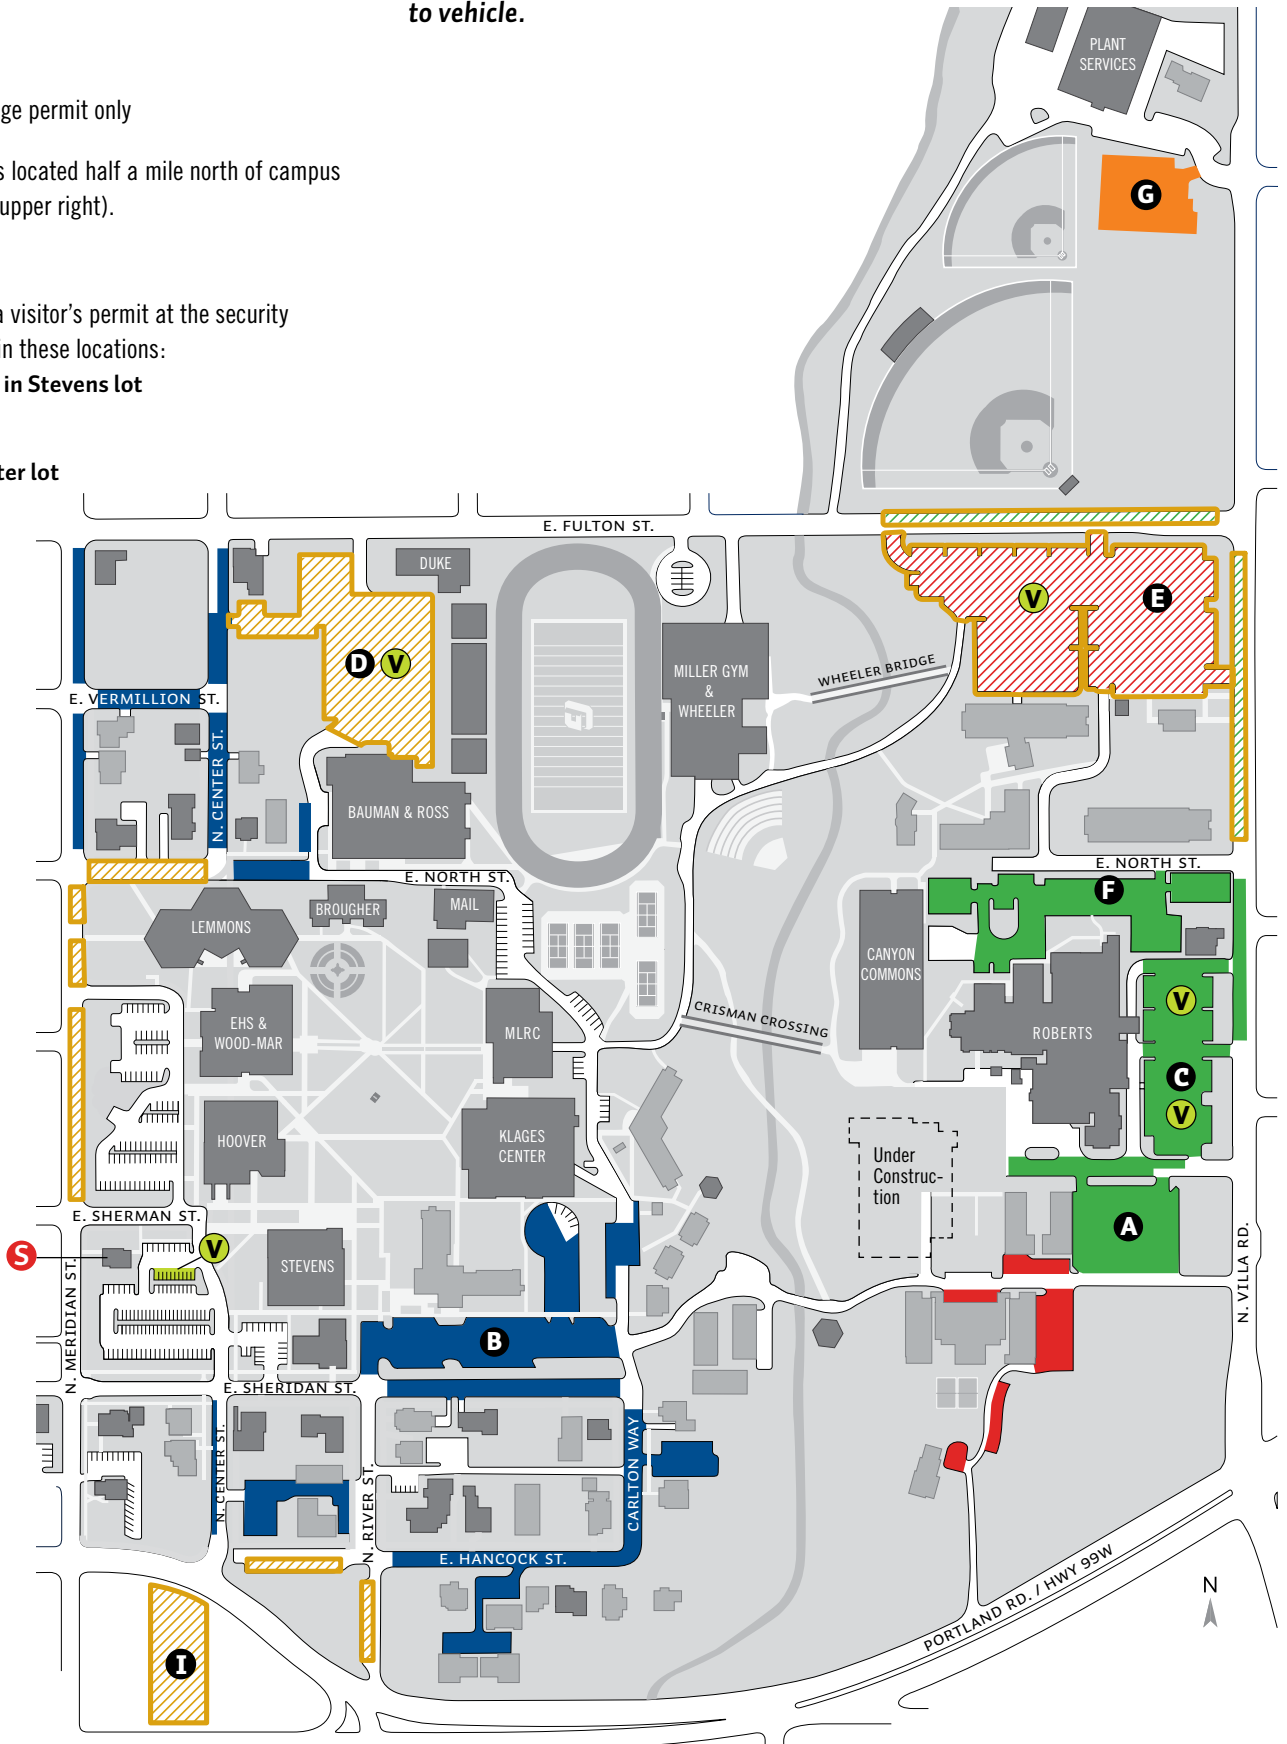 to vehicle.
PLANT
SERVICES
ge permit only
s located half a mile north of campus
upper right).
G
a visitor's permit at the security
in these locations:
in Stevens lot
ter lot
E. FULTON ST.
DUKE
V
E
D
V
MILLER GYM
&
WHEELER
WHEELER BRIDGE
E. VERMILLION ST.
N. CENTER ST.
BAUMAN & ROSS
E. NORTH ST.
E. NORTH ST.
F
LEMMONS
BROUGHER
MAIL
CANYON
COMMONS
V
EHS &
WOOD-MAR
MLRC
CRISMAN CROSSING
ROBERTS
C
V
HOOVER
KLAGES
CENTER
Under
Construc-
tion
E. SHERMAN ST.
A
S
V
STEVENS
N. MERIDIAN ST.
N. VILLA RD.
B
E. SHERIDAN ST.
N. CENTER ST.
N. RIVER ST.
CARLTON WAY
E. HANCOCK ST.
PORTLAND RD. / HWY 99W
N
I